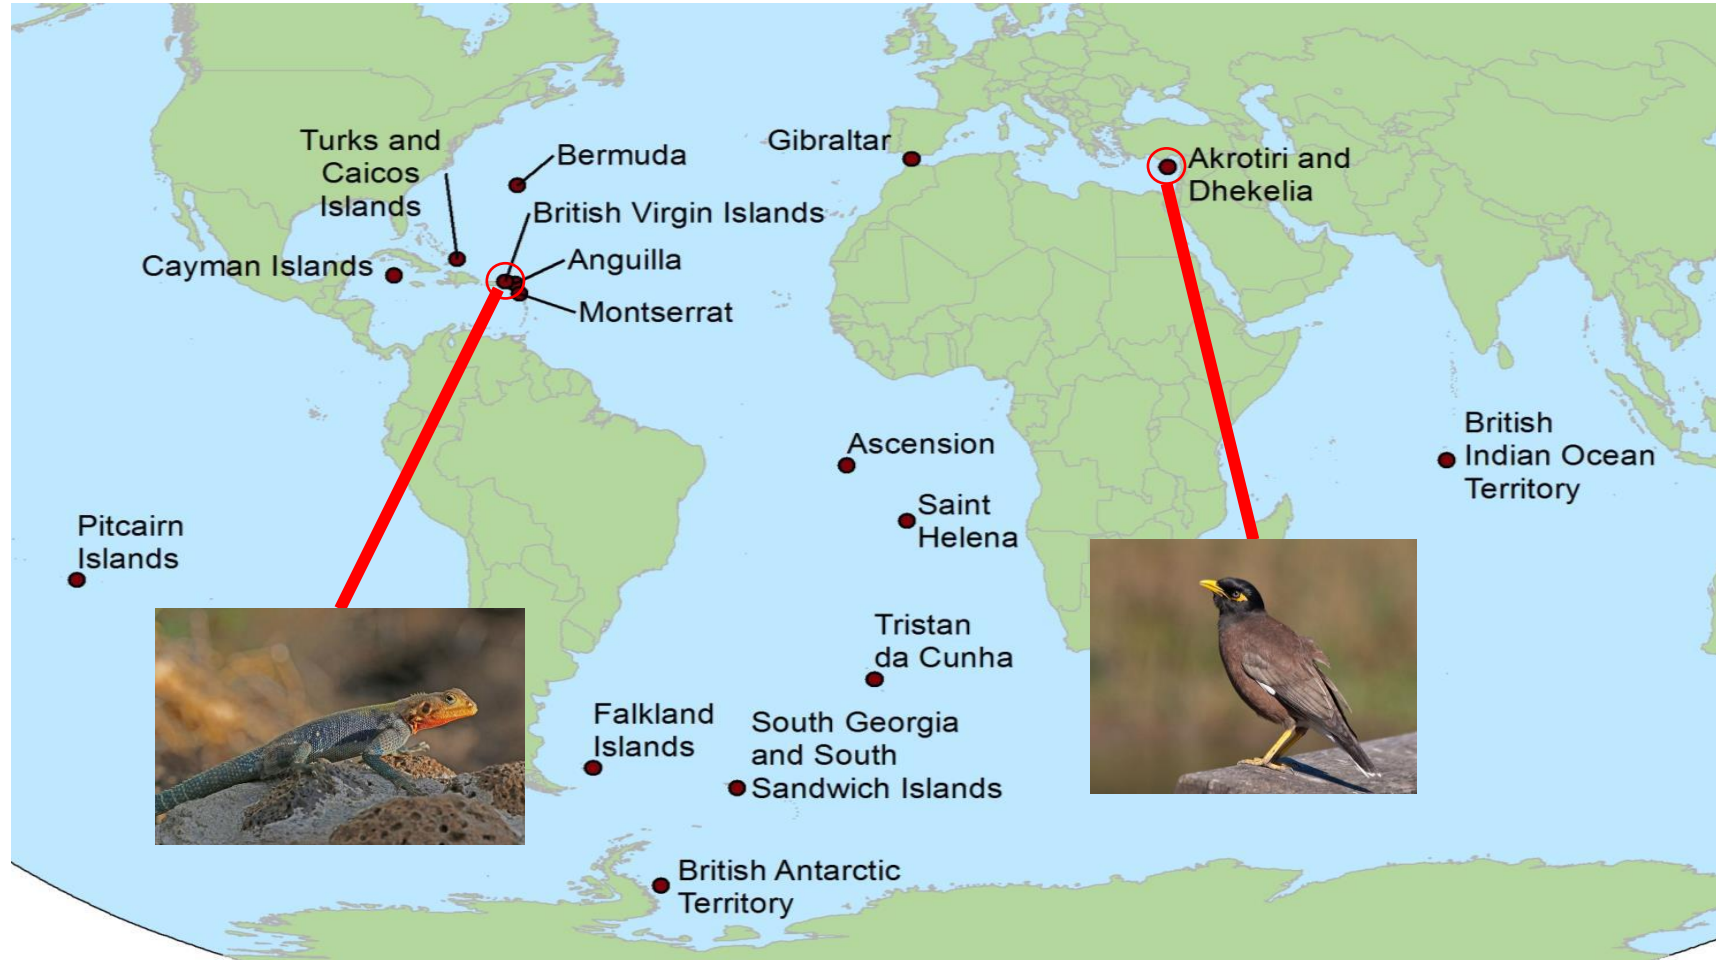 Turks and
Caicos
Islands
Bermuda
Gibraltar
Akrotiri and
Dhekelia
British Virgin Islands
Cayman Islands
Anguilla
Montserrat
Ascension
British
Indian Ocean
Territory
Saint
Helena
Pitcairn
Islands
Tristan
da Cunha
Falkland
Islands
South Georgia
and South
Sandwich Islands
British Antarctic
Territory